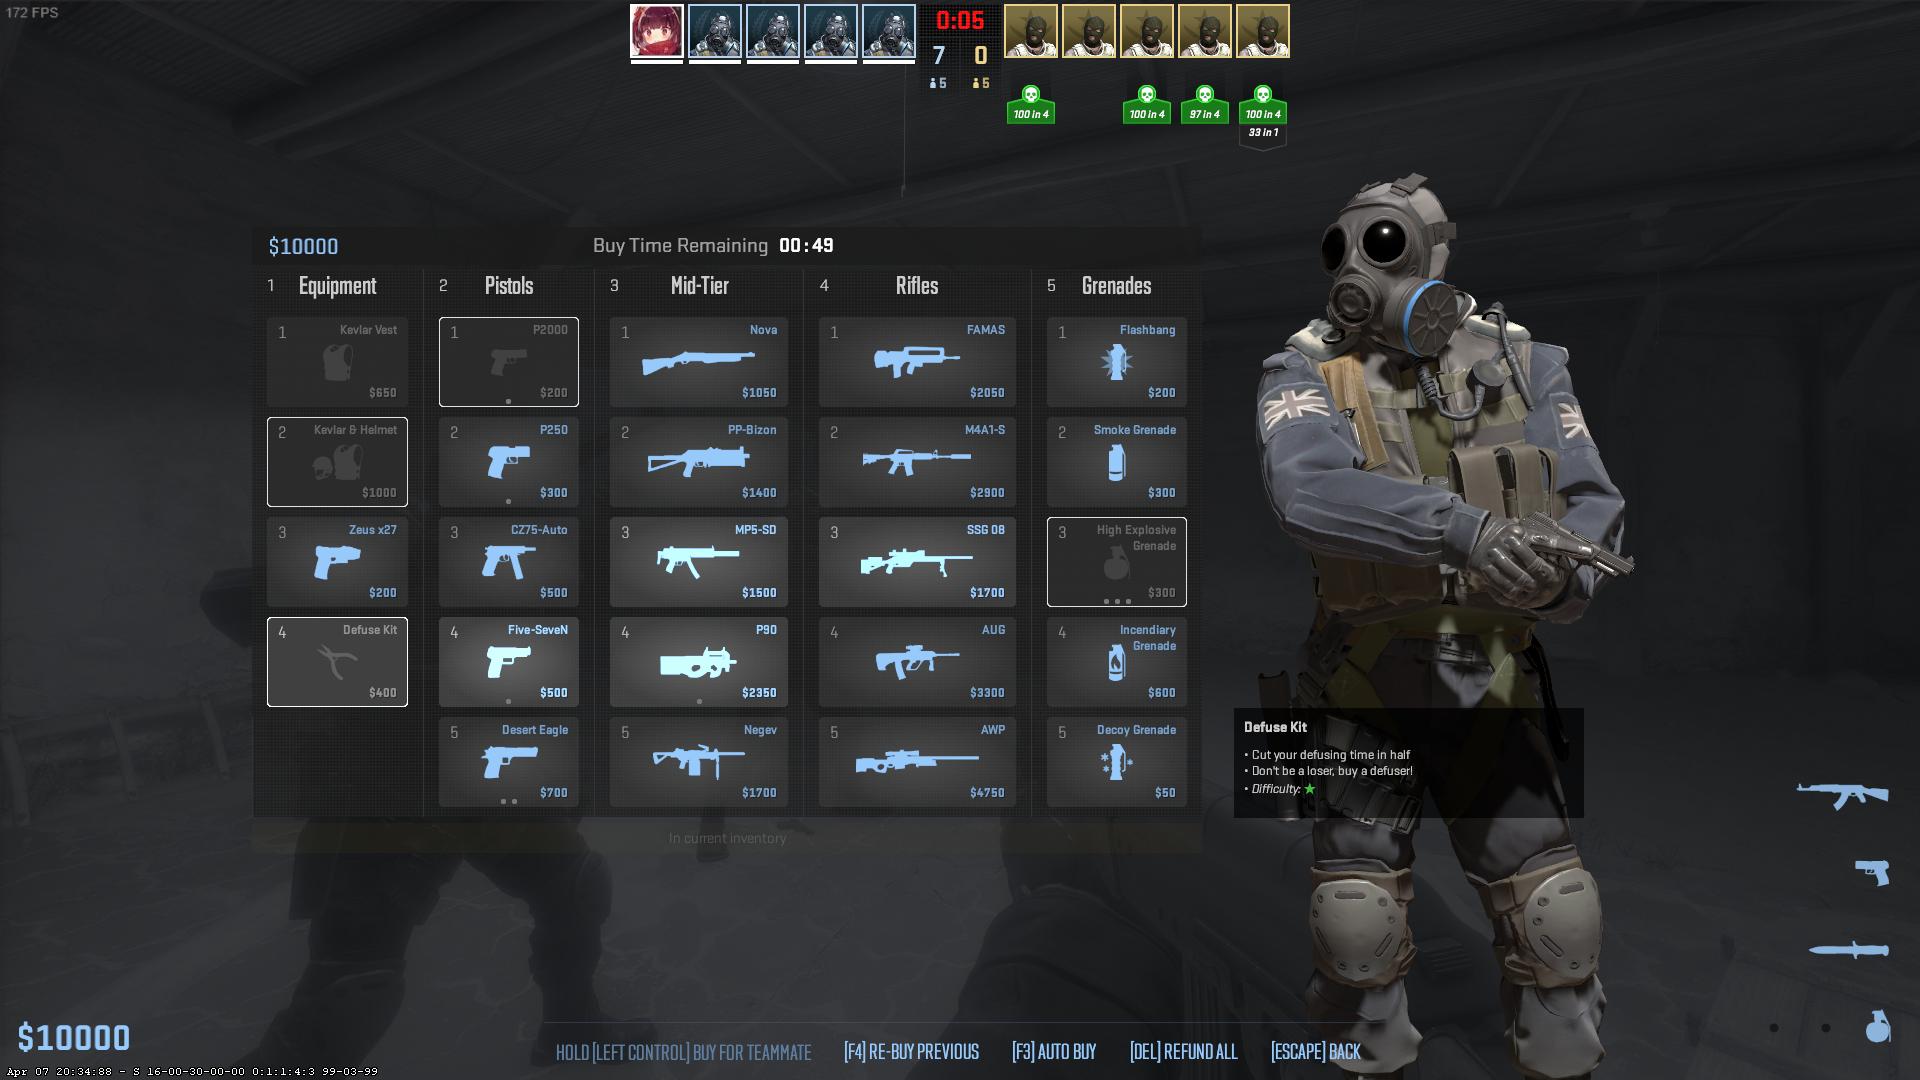 172 FPS
0:05
7 0
5 5
100 in 4
100 in 4
97 in 4
100 in 4
33 in 1
$10000
Buy Time Remaining 00:49
1 Equipment
1 Kevlar Vest
$650
2 Kevlar & Helmet
$1000
3 Zeus x27
$200
4 Defuse Kit
$400
2 Pistols
1 P2000
$200
2 P250
$300
3 CZ75-Auto
$500
4 Five-SeveN
$500
5 Desert Eagle
$700
3 Mid-Tier
1 Nova
$1050
2 PP-Bizon
$1400
3 MP5-SD
$1500
4 P90
$2350
5 Negev
$1700
4 Rifles
1 FAMAS
$2050
2 M4A1-S
$2900
3 SSG 08
$1700
4 AUG
$3300
5 AWP
$4750
5 Grenades
1 Flashbang
$200
2 Smoke Grenade
$300
3 High Explosive
Grenade
$300
4 Incendiary
Grenade
$600
5 Decoy Grenade
$50
In current inventory
Defuse Kit
• Cut your defusing time in half
• Don't be a loser, buy a defuser!
• Difficulty: ★
$10000
HOLD [LEFT CONTROL] BUY FOR TEAMMATE
[F4] RE-BUY PREVIOUS
[F3] AUTO BUY
[DEL] REFUND ALL
[ESCAPE] BACK
Apr 07 20:34:88 - S 16-00-30-00-00 0:1:1:4:3 99-03-99